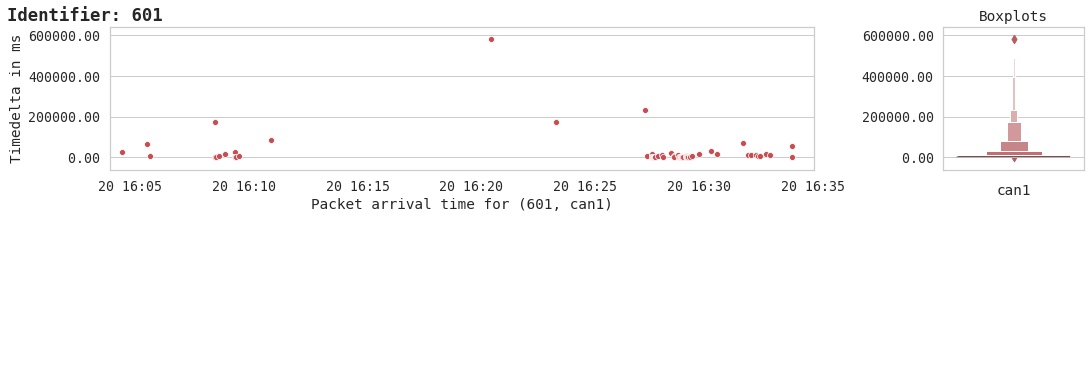 Identifier: 601
Boxplots
Timedelta in ms
600000.00
400000.00
200000.00
0.00
20 16:05 20 16:10 20 16:15 20 16:20 20 16:25 20 16:30 20 16:35
Packet arrival time for (601, can1)
600000.00
400000.00
200000.00
0.00
can1